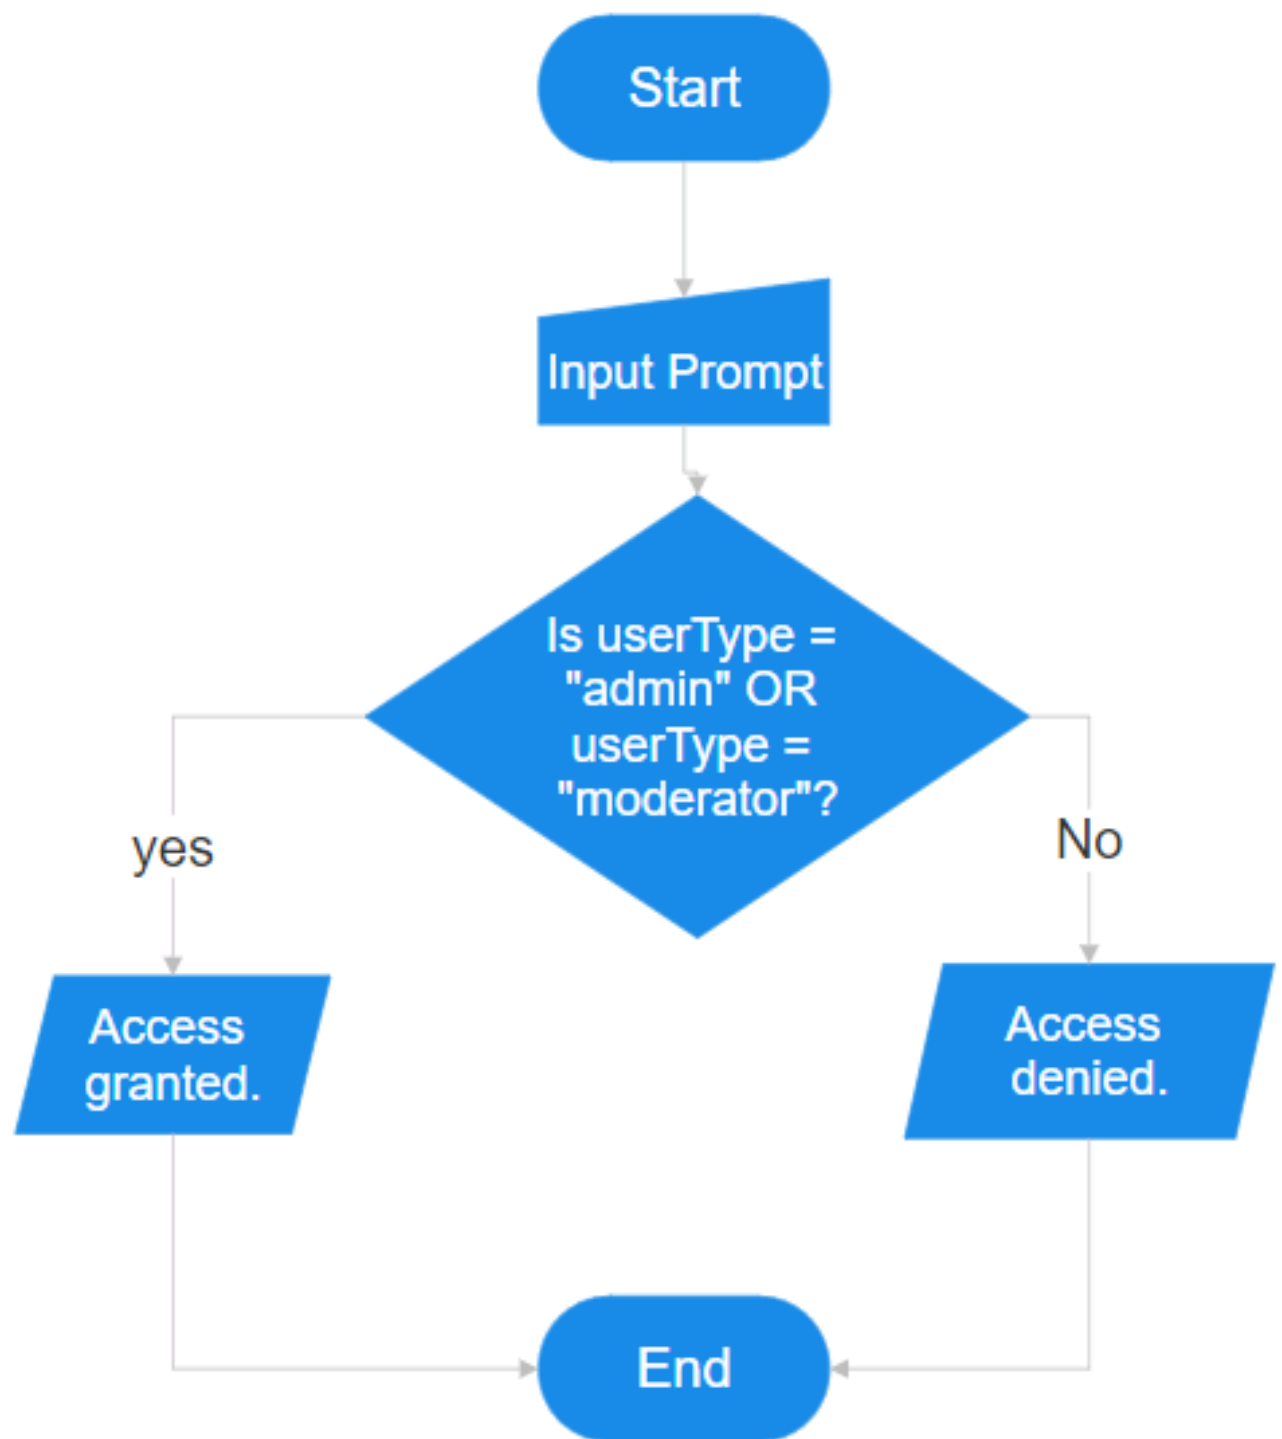 Start
Input Prompt
Is userType =
"admin" OR
userType =
"moderator"?
yes
No
Access
granted.
Access
denied.
End